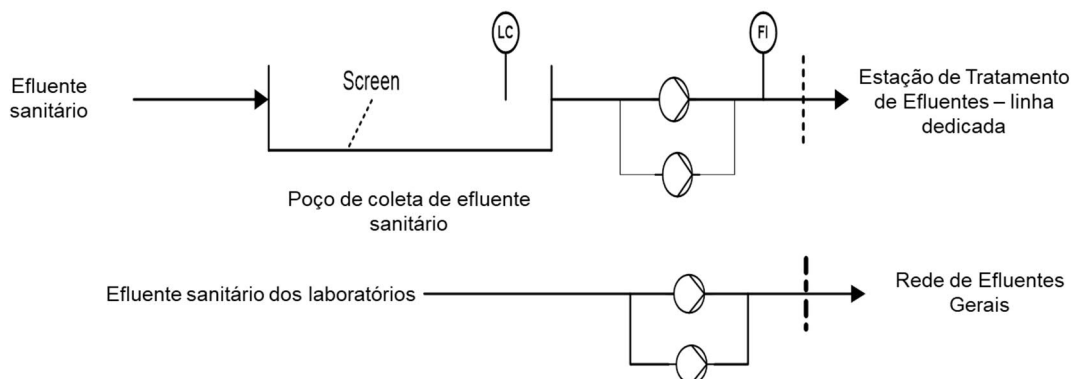 LC
FI
Screen
Efluente
sanitário
Estação de Tratamento
de Efluentes – linha
dedicada
Poço de coleta de efluente
sanitário
Efluente sanitário dos laboratórios
Rede de Efluentes
Gerais